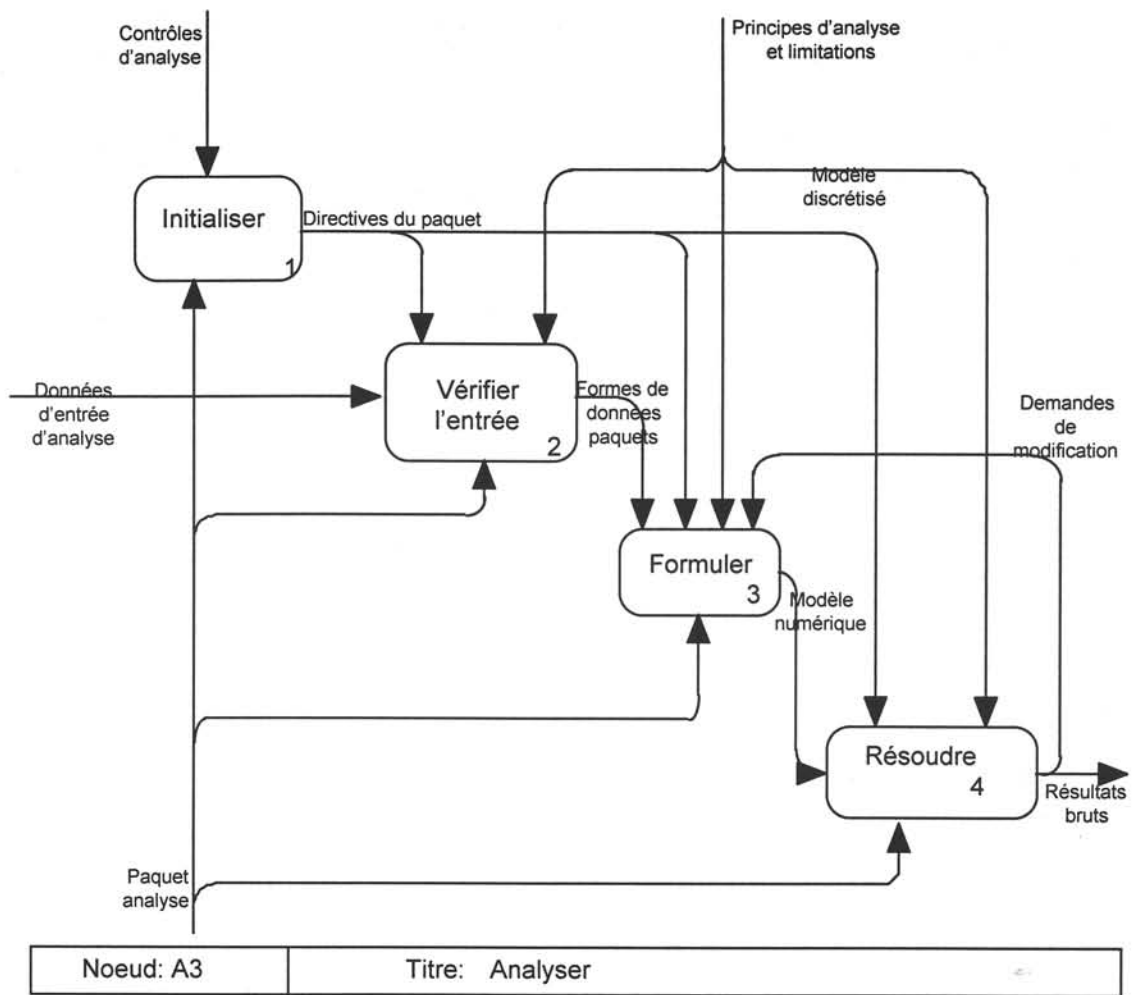 Contrôles
d'analyse
Principes d'analyse
et limitations
Modèle
discrétisé
Initialiser
1
Directives du paquet
Données
d'entrée
d'analyse
Vérifier
l'entrée
2
Formes de
données
paquets
Demandes
de
modification
Formuler
3
Modèle
numérique
Résoudre
4
Résultats
bruts
Paquet
analyse
Noeud: A3
Titre: Analyser